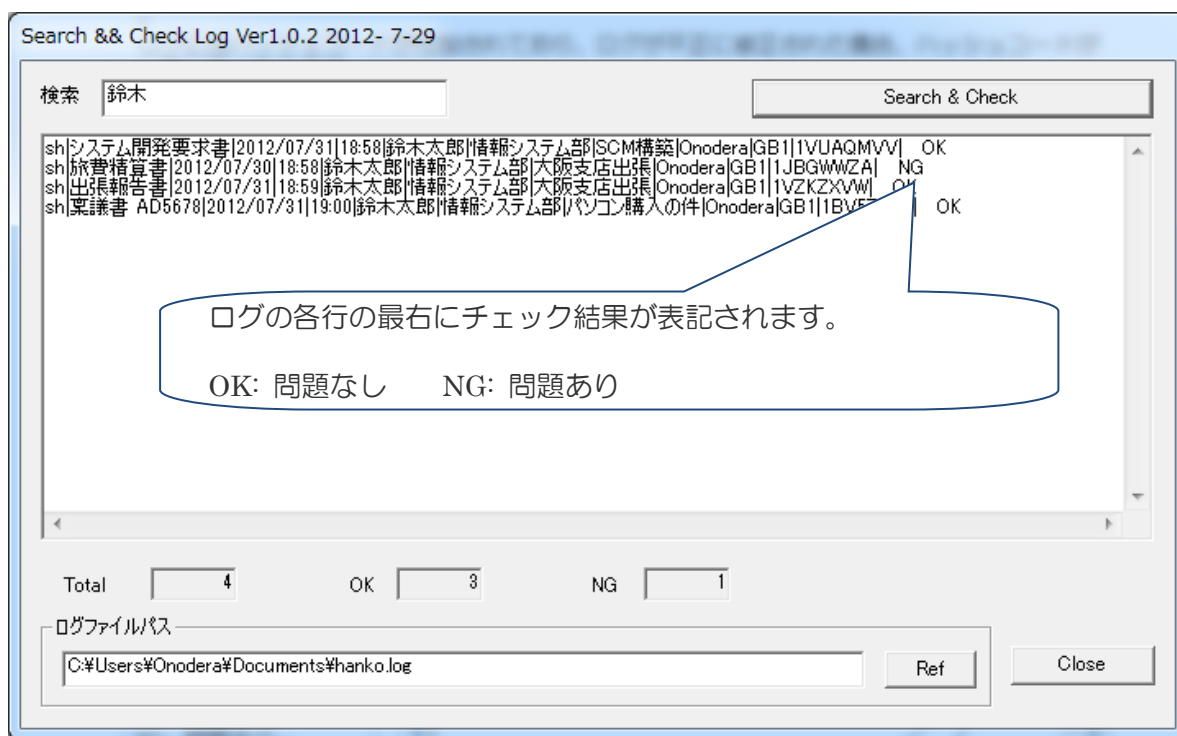 Search && Check Log Ver1.0.2 2012- 7-29
検索 鈴木 Search & Check
sh|システム開発要求書|2012/07/31|18:58|鈴木太郎|情報システム部|SCM構築|Onodera|GB1|1VUAQMVV| OK
sh|旅費精算書|2012/07/30|18:58|鈴木太郎|情報システム部|大阪支店出張|Onodera|GB1|1JBGWWZA| NG
sh|出張報告書|2012/07/31|18:59|鈴木太郎|情報システム部|大阪支店出張|Onodera|GB1|1VZKZXVW|
sh|稟議書 AD5678|2012/07/31|19:00|鈴木太郎|情報システム部|パソコン購入の件|Onodera|GB1| OK
ログの各行の最右にチェック結果が表記されます。
OK: 問題なし NG: 問題あり
Total 4 OK 3 NG 1
ログファイルパス
C:¥Users¥Onodera¥Documents¥hanko.log Ref Close